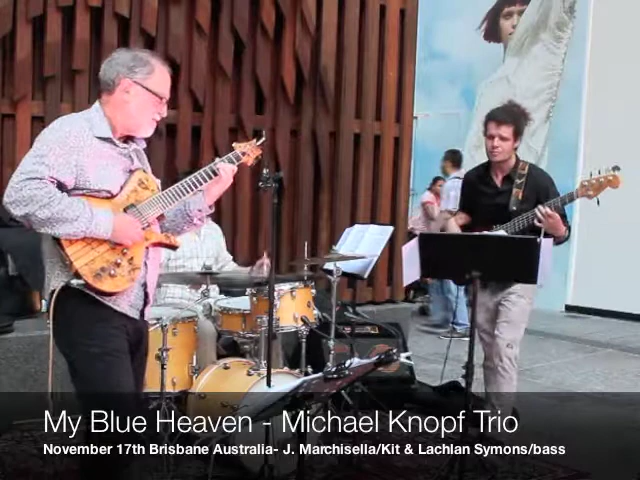 My Blue Heaven - Michael Knopf Trio
November 17th Brisbane Australia- J. Marchisella/Kit & Lachlan Symons/bass